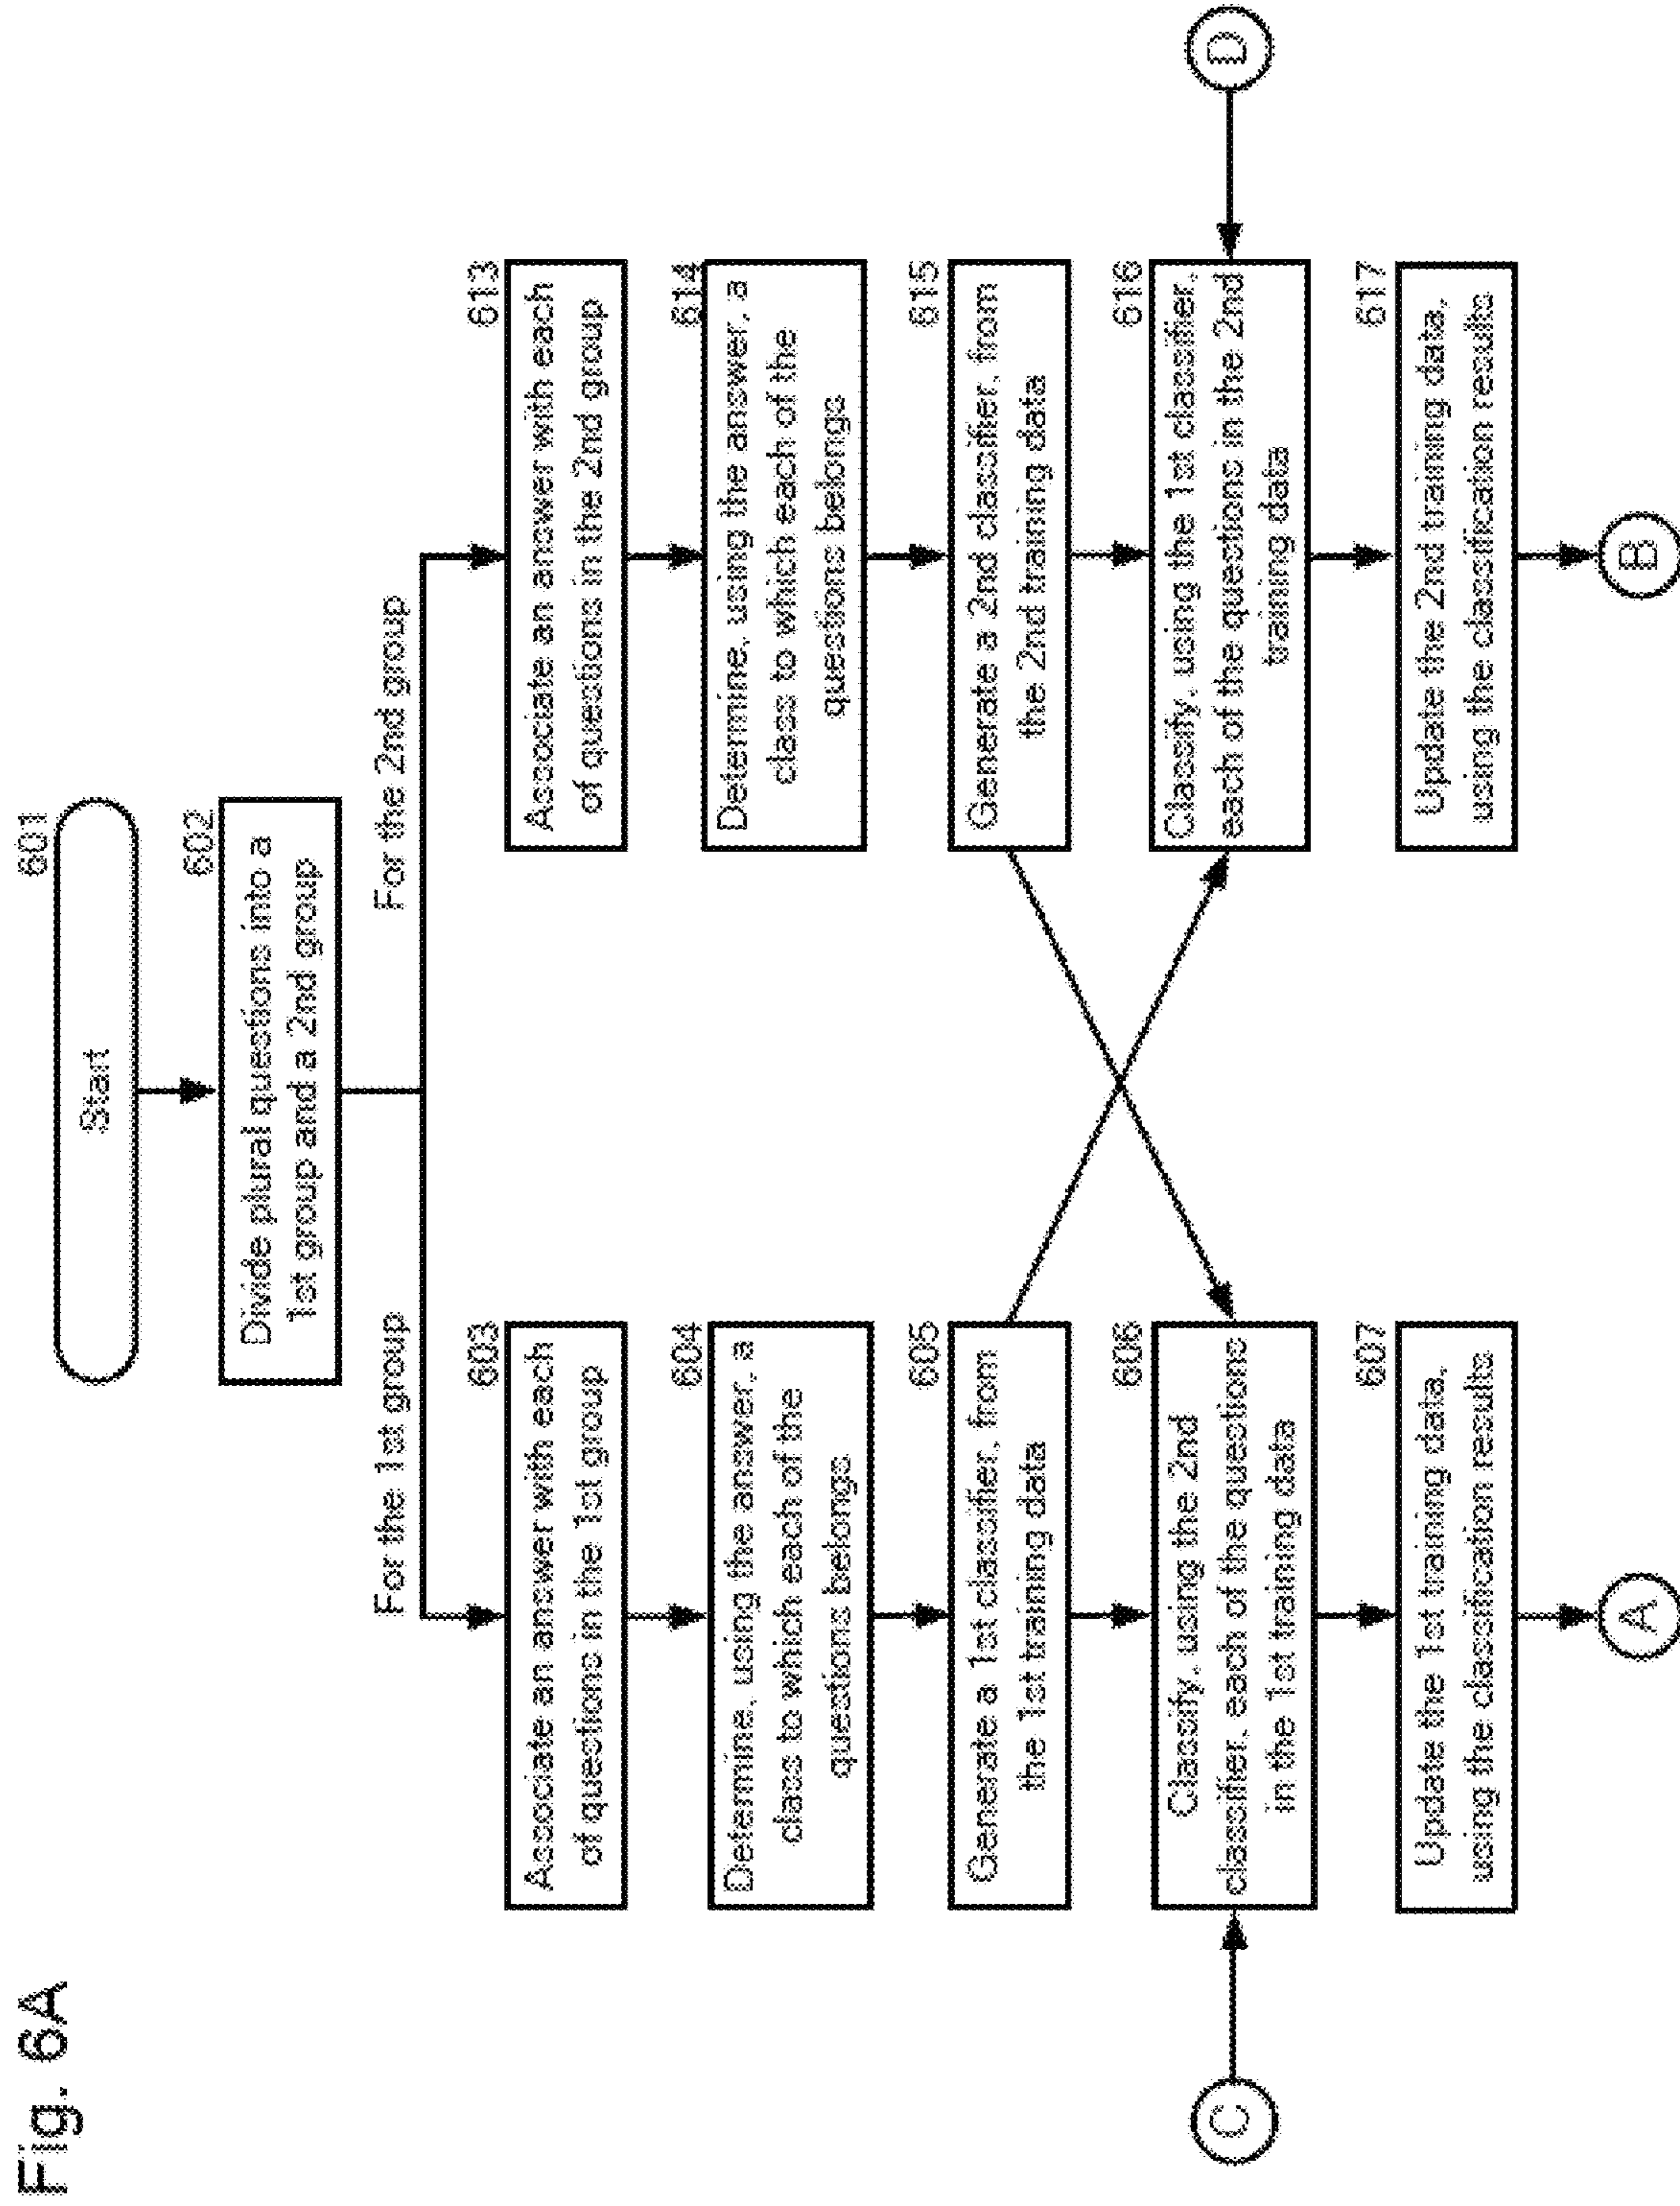 Fig. 6A
601
Start
602
Divide plural questions into a
1st group and a 2nd group
For the 1st group
For the 2nd group
603
Associate an answer with each
of questions in the 1st group
604
Determine, using the answer, a
class to which each of the
questions belongs
605
Generate a 1st classifier, from
the 1st training data
606
Classify, using the 2nd
classifier, each of the questions
in the 1st training data
607
Update the 1st training data,
using the classification results
A
C
613
Associate an answer with each
of questions in the 2nd group
614
Determine, using the answer, a
class to which each of the
questions belongs
615
Generate a 2nd classifier, from
the 2nd training data
616
Classify, using the 1st classifier,
each of the questions in the 2nd
training data
617
Update the 2nd training data,
using the classification results
B
D